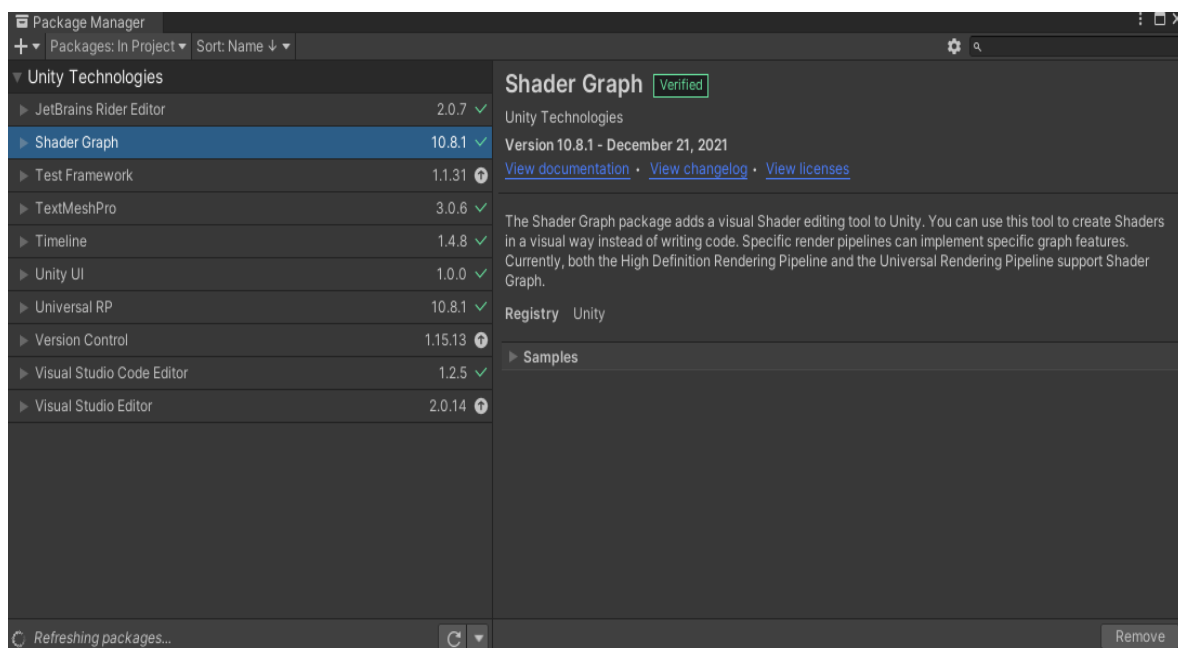 Package Manager
+ Packages: In Project Sort: Name ↓
Unity Technologies
JetBrains Rider Editor 2.0.7
Shader Graph 10.8.1
Test Framework 1.1.31
TextMeshPro 3.0.6
Timeline 1.4.8
Unity UI 1.0.0
Universal RP 10.8.1
Version Control 1.15.13
Visual Studio Code Editor 1.2.5
Visual Studio Editor 2.0.14
Refreshing packages...
Shader Graph Verified
Unity Technologies
Version 10.8.1 - December 21, 2021
View documentation • View changelog • View licenses
The Shader Graph package adds a visual Shader editing tool to Unity. You can use this tool to create Shaders
in a visual way instead of writing code. Specific render pipelines can implement specific graph features.
Currently, both the High Definition Rendering Pipeline and the Universal Rendering Pipeline support Shader
Graph.
Registry Unity
Samples
Remove